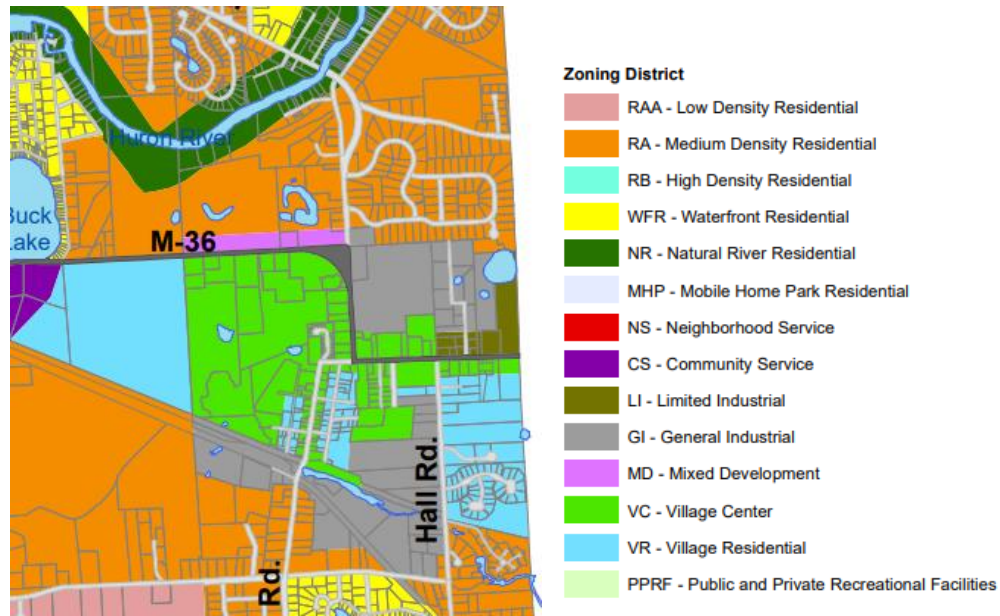 Huron River
Buck
Lake
M-36
Hall Rd.
Rd.
Zoning District
RAA - Low Density Residential
RA - Medium Density Residential
RB - High Density Residential
WFR - Waterfront Residential
NR - Natural River Residential
MHP - Mobile Home Park Residential
NS - Neighborhood Service
CS - Community Service
LI - Limited Industrial
GI - General Industrial
MD - Mixed Development
VC - Village Center
VR - Village Residential
PPRF - Public and Private Recreational Facilities